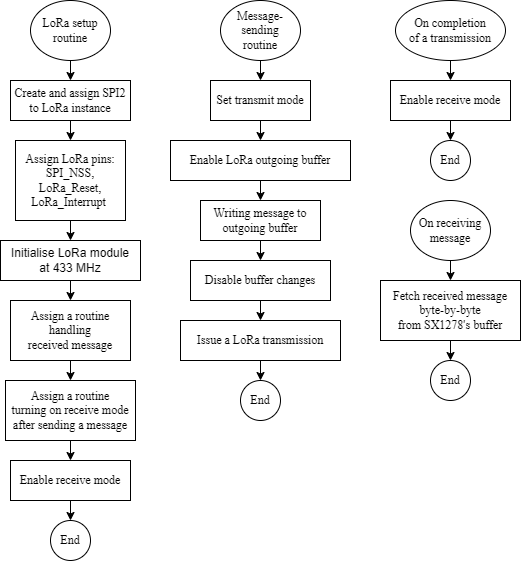 LoRa setup
routine
Create and assign SPI2
to LoRa instance
Assign LoRa pins:
SPI_NSS,
LoRa_Reset,
LoRa_Interrupt
Initialise LoRa module
at 433 MHz
Assign a routine
handling
received message
Assign a routine
turning on receive mode
after sending a message
Enable receive mode
End
Message-
sending
routine
Set transmit mode
Enable LoRa outgoing buffer
Writing message to
outgoing buffer
Disable buffer changes
Issue a LoRa transmission
End
On completion
of a transmission
Enable receive mode
End
On receiving
message
Fetch received message
byte-by-byte
from SX1278's buffer
End